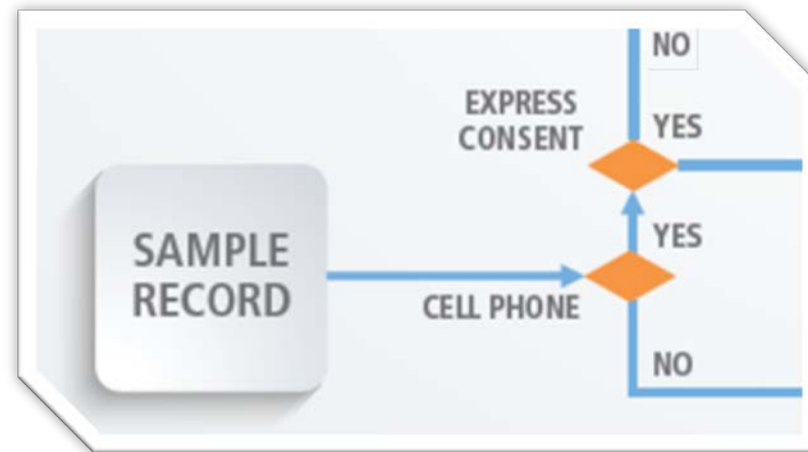 NO
EXPRESS
CONSENT
YES
SAMPLE
RECORD
YES
CELL PHONE
NO